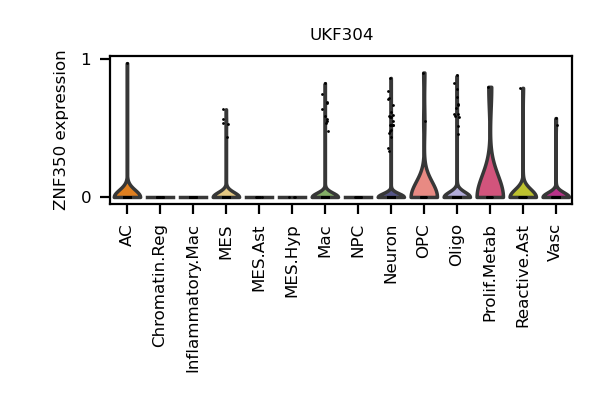 UKF304
ZNF350 expression
1
0
AC
Chromatin.Reg
Inflammatory.Mac
MES
MES.Ast
MES.Hyp
Mac
NPC
Neuron
OPC
Oligo
Prolif.Metab
Reactive.Ast
Vasc